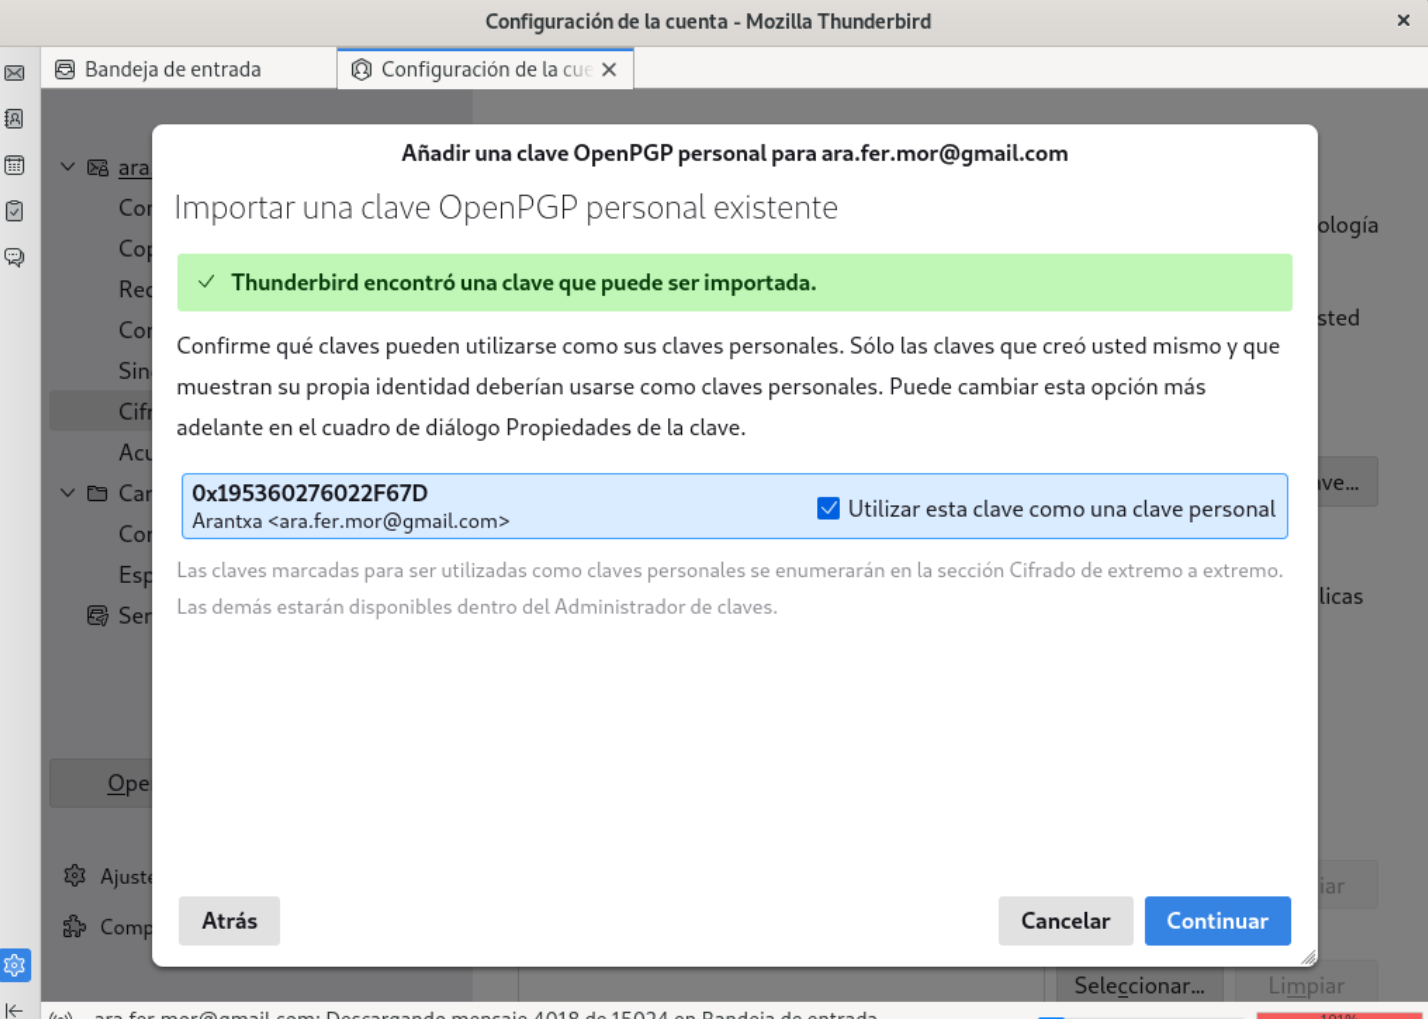 Configuración de la cuenta - Mozilla Thunderbird
Bandeja de entrada
Configuración de la cue
Añadir una clave OpenPGP personal para ara.fer.mor@gmail.com
Importar una clave OpenPGP personal existente
Thunderbird encontró una clave que puede ser importada.
Confirme qué claves pueden utilizarse como sus claves personales. Sólo las claves que creó usted mismo y que
muestran su propia identidad deberían usarse como claves personales. Puede cambiar esta opción más
adelante en el cuadro de diálogo Propiedades de la clave.
0x195360276022F67D
Arantxa <ara.fer.mor@gmail.com>
Utilizar esta clave como una clave personal
Las claves marcadas para ser utilizadas como claves personales se enumerarán en la sección Cifrado de extremo a extremo.
Las demás estarán disponibles dentro del Administrador de claves.
Atrás
Cancelar
Continuar
ara
Cor
Cop
Rec
Cor
Sin
Cifr
Acu
Car
Cor
Esp
Ser
Ope
Ajuste
Comp
ología
sted
ve...
licas
iar
Seleccionar...
Limpiar
ara.fer.mor@gmail.com: Descargando mensaje 4018 de 15024 en Bandeja de entrada
101%